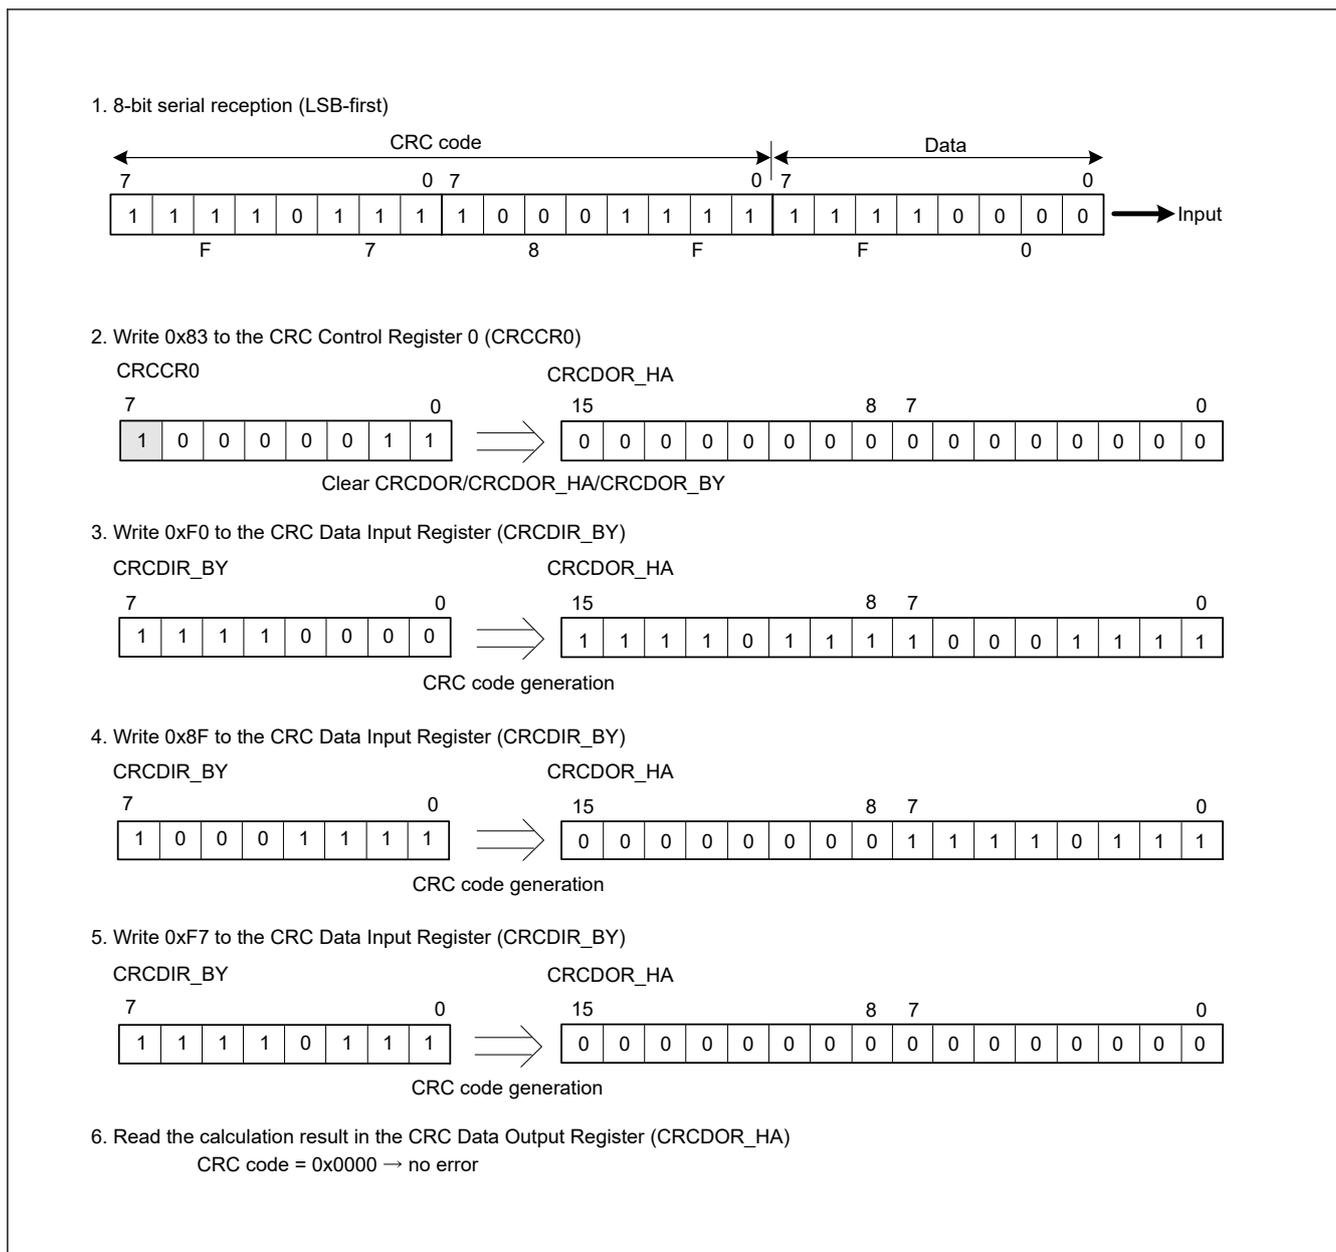 1. 8-bit serial reception (LSB-first)
CRC code Data
7 0 7 0 7 0
1 1 1 1 0 1 1 1 1 0 0 0 1 1 1 1 1 1 1 1 0 0 0 0 Input
F 7 8 F F 0
2. Write 0x83 to the CRC Control Register 0 (CRCCR0)
CRCCR0 CRCDOR_HA
7 0 15 8 7 0
1 0 0 0 0 0 1 1 0 0 0 0 0 0 0 0 0 0 0 0 0 0 0 0
Clear CRCDOR/CRCDOR_HA/CRCDOR_BY
3. Write 0xF0 to the CRC Data Input Register (CRCDIR_BY)
CRCDIR_BY CRCDOR_HA
7 0 15 8 7 0
1 1 1 1 0 0 0 0 1 1 1 1 0 1 1 1 1 0 0 0 1 1 1 1
CRC code generation
4. Write 0x8F to the CRC Data Input Register (CRCDIR_BY)
CRCDIR_BY CRCDOR_HA
7 0 15 8 7 0
1 0 0 0 1 1 1 1 0 0 0 0 0 0 0 0 1 1 1 1 0 1 1 1
CRC code generation
5. Write 0xF7 to the CRC Data Input Register (CRCDIR_BY)
CRCDIR_BY CRCDOR_HA
7 0 15 8 7 0
1 1 1 1 0 1 1 1 0 0 0 0 0 0 0 0 0 0 0 0 0 0 0 0
CRC code generation
6. Read the calculation result in the CRC Data Output Register (CRCDOR_HA)
CRC code = 0x0000 → no error